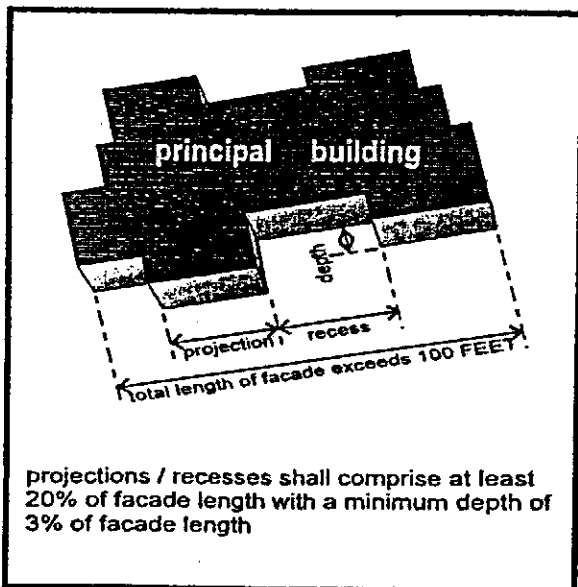 principal building
depth
projection
recess
total length of facade exceeds 100 FEET
projections / recesses shall comprise at least
20% of facade length with a minimum depth of
3% of facade length